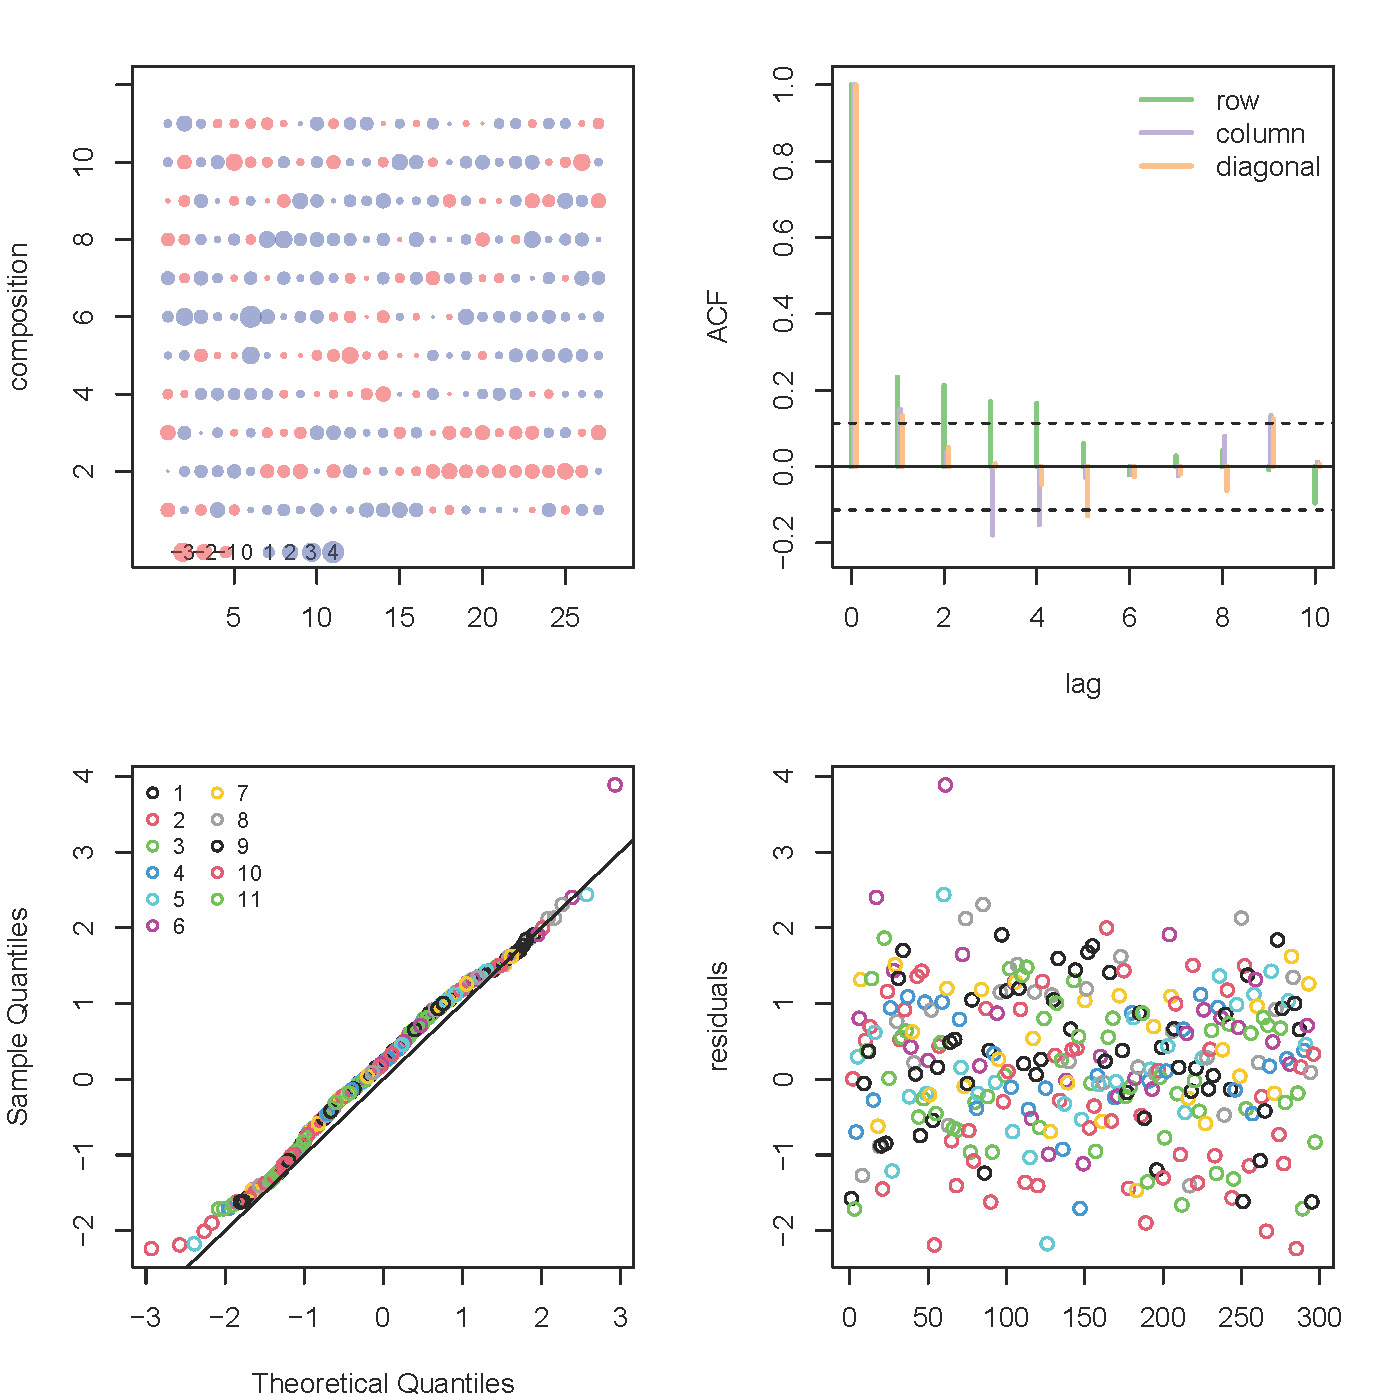 composition
2
4
6
8
10
−3 −2 −1 0 1 2 3 4
5 10 15 20 25
ACF
−0.2
0.0
0.2
0.4
0.6
0.8
1.0
row
column
diagonal
0 2 4 6 8 10
lag
Sample Quantiles
−2
−1
0
1
2
3
4
1 7
2 8
3 9
4 10
5 11
6
−3 −2 −1 0 1 2 3
Theoretical Quantiles
residuals
−2
−1
0
1
2
3
4
0 50 100 150 200 250 300